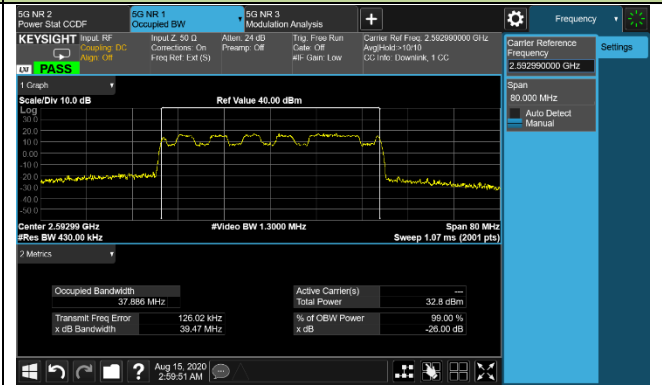 5G NR 2
Power Stat CCDF
5G NR 1
Occupied BW
5G NR 3
Modulation Analysis
+
Frequency
KEYSIGHT
Input: RF
Coupling: DC
Align: Off
Input Z: 50 Ω
Corrections: On
Freq Ref: Ext (S)
Atten: 24 dB
Preamp: Off
Trig: Free Run
Gate: Off
#IF Gain: Low
Carrier Ref Freq: 2.592990000 GHz
Avg|Hold:>10/10
CC Info: Downlink, 1 CC
LXI PASS
Carrier Reference
Frequency
2.592990000 GHz
Settings
Span
80.000 MHz
Auto Detect
Manual
1 Graph
Scale/Div 10.0 dB
Ref Value 40.00 dBm
Log
30.0
20.0
10.0
0.00
-10.0
-20.0
-30.0
-40.0
-50.0
Center 2.59299 GHz
#Video BW 1.3000 MHz
Span 80 MHz
#Res BW 430.00 kHz
Sweep 1.07 ms (2001 pts)
2 Metrics
Occupied Bandwidth
37.886 MHz
Active Carrier(s)
---
Total Power
32.8 dBm
Transmit Freq Error
126.02 kHz
% of OBW Power
99.00 %
x dB Bandwidth
39.47 MHz
x dB
-26.00 dB
?
Aug 15, 2020
2:59:51 AM